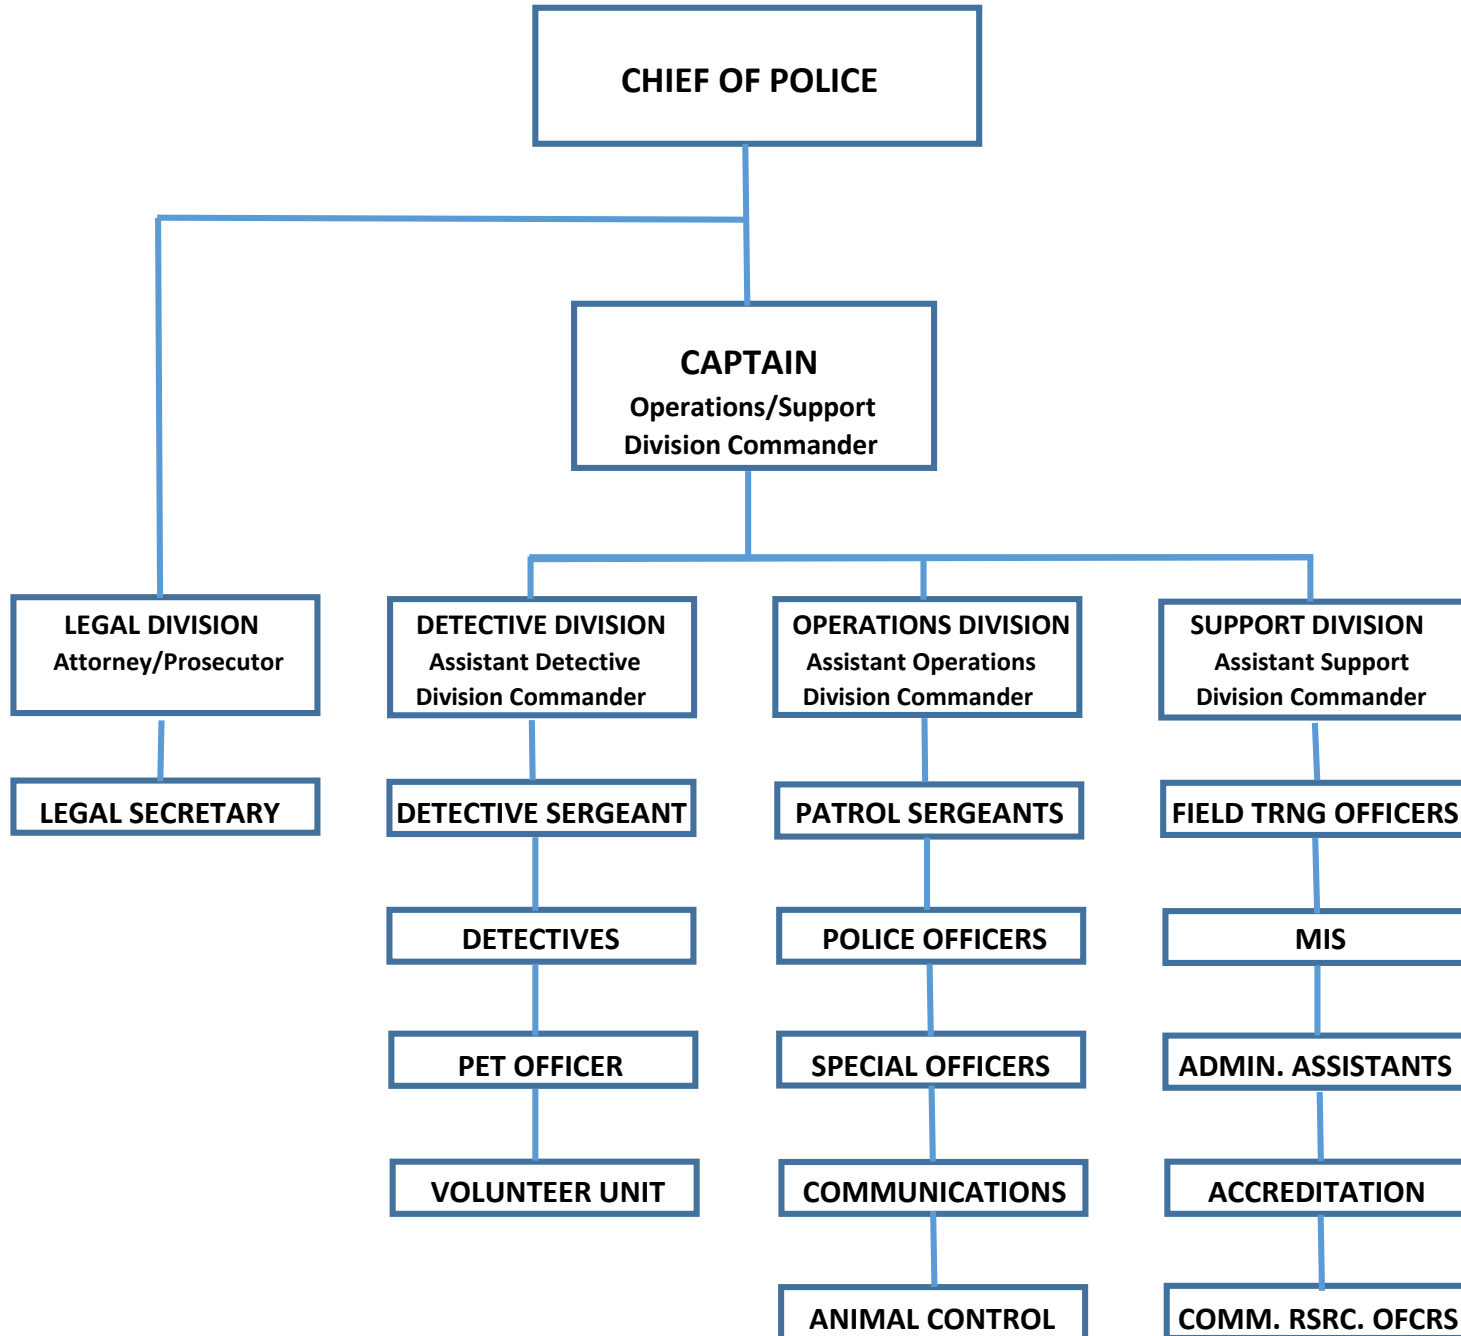 CHIEF OF POLICE
CAPTAIN
Operations/Support
Division Commander
LEGAL DIVISION
Attorney/Prosecutor
DETECTIVE DIVISION
Assistant Detective
Division Commander
OPERATIONS DIVISION
Assistant Operations
Division Commander
SUPPORT DIVISION
Assistant Support
Division Commander
LEGAL SECRETARY
DETECTIVE SERGEANT
PATROL SERGEANTS
FIELD TRNG OFFICERS
DETECTIVES
POLICE OFFICERS
MIS
PET OFFICER
SPECIAL OFFICERS
ADMIN. ASSISTANTS
VOLUNTEER UNIT
COMMUNICATIONS
ACCREDITATION
ANIMAL CONTROL
COMM. RSRC. OFCRS